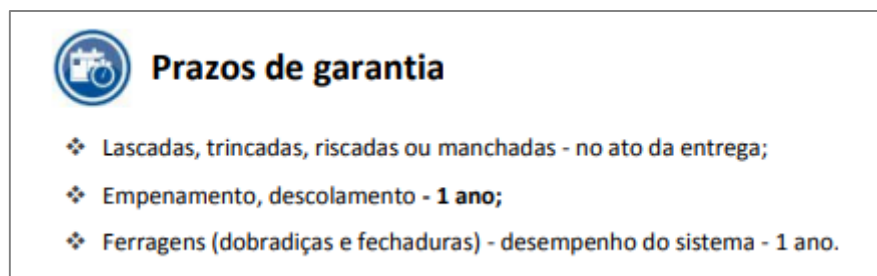 Prazos de garantia
❖ Lascadas, trincadas, riscadas ou manchadas - no ato da entrega;
❖ Empenamento, descolamento - 1 ano;
❖ Ferragens (dobradiças e fechaduras) - desempenho do sistema - 1 ano.